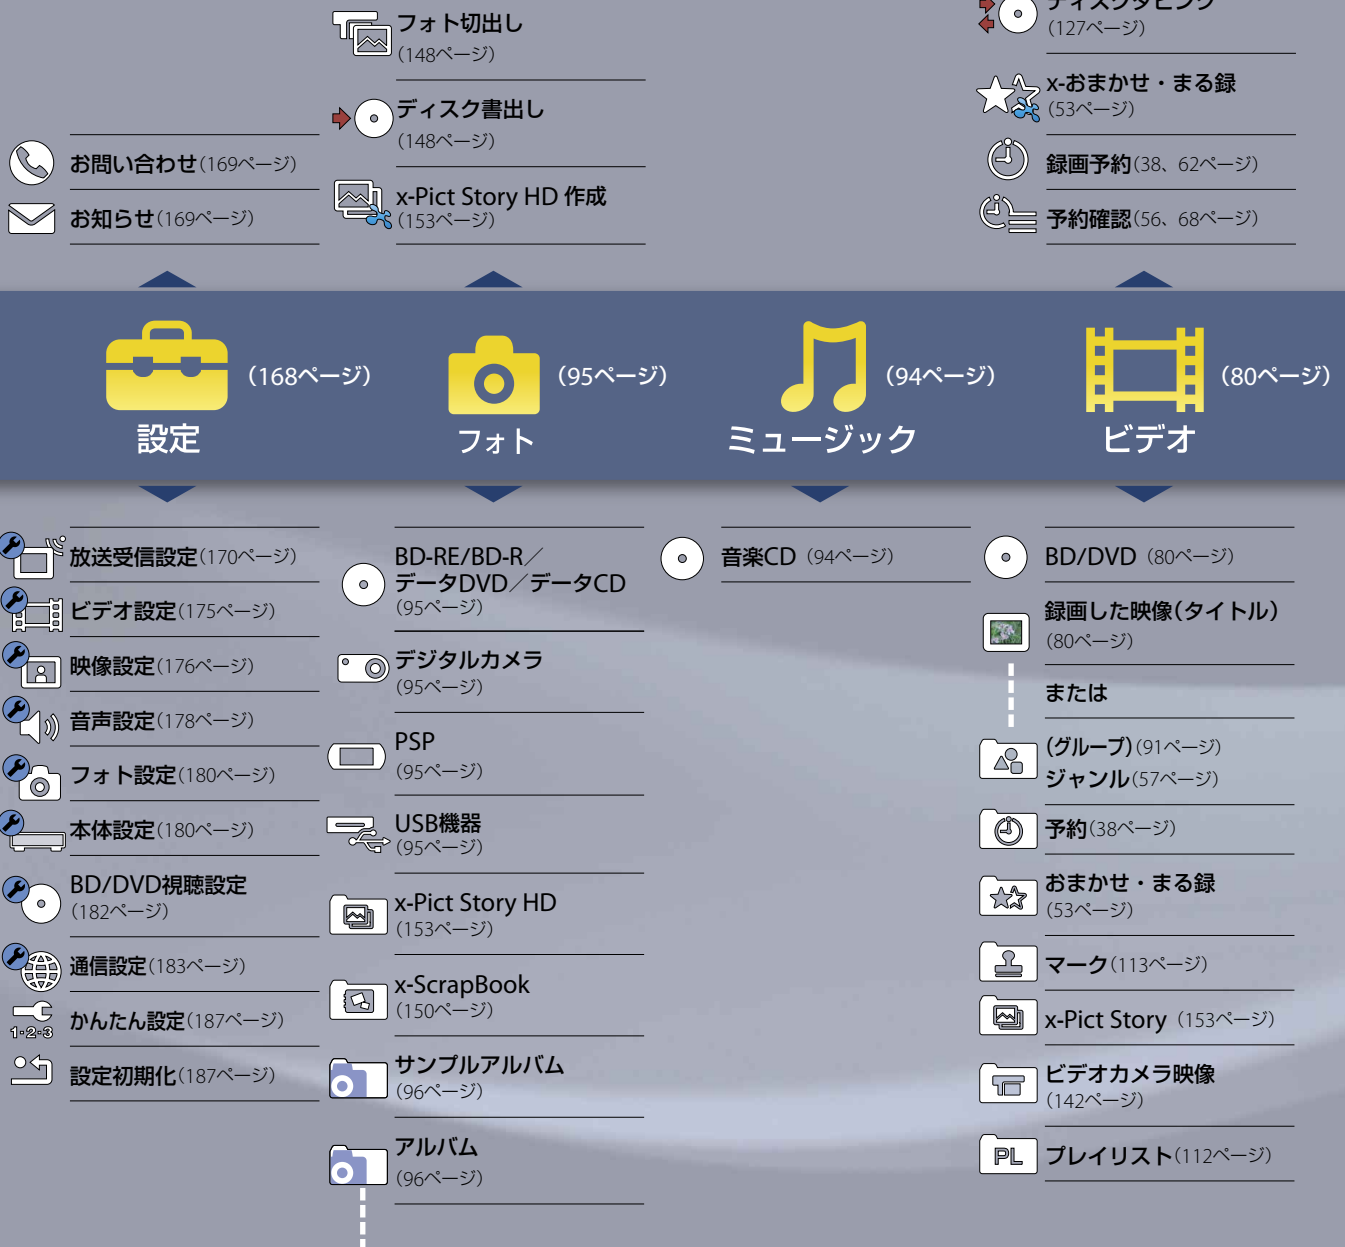 お問い合わせ(169ページ)
お知らせ(169ページ)
フォト切出し
(148ページ)
ディスク書出し
(148ページ)
x-Pict Story HD 作成
(153ページ)
ディスクダビング
(127ページ)
x-おまかせ・まる録
(53ページ)
録画予約(38、62ページ)
予約確認(56、68ページ)
(168ページ)
設定
(95ページ)
フォト
(94ページ)
ミュージック
(80ページ)
ビデオ
放送受信設定(170ページ)
ビデオ設定(175ページ)
映像設定(176ページ)
音声設定(178ページ)
フォト設定(180ページ)
本体設定(180ページ)
BD/DVD視聴設定
(182ページ)
通信設定(183ページ)
1・2・3
かんたん設定(187ページ)
設定初期化(187ページ)
BD-RE/BD-R／
データDVD／データCD
(95ページ)
デジタルカメラ
(95ページ)
PSP
(95ページ)
USB機器
(95ページ)
x-Pict Story HD
(153ページ)
x-ScrapBook
(150ページ)
サンプルアルバム
(96ページ)
アルバム
(96ページ)
音楽CD (94ページ)
BD/DVD (80ページ)
録画した映像(タイトル)
(80ページ)
または
(グループ)(91ページ)
ジャンル(57ページ)
予約(38ページ)
おまかせ・まる録
(53ページ)
マーク(113ページ)
x-Pict Story (153ページ)
ビデオカメラ映像
(142ページ)
PL
プレイリスト(112ページ)